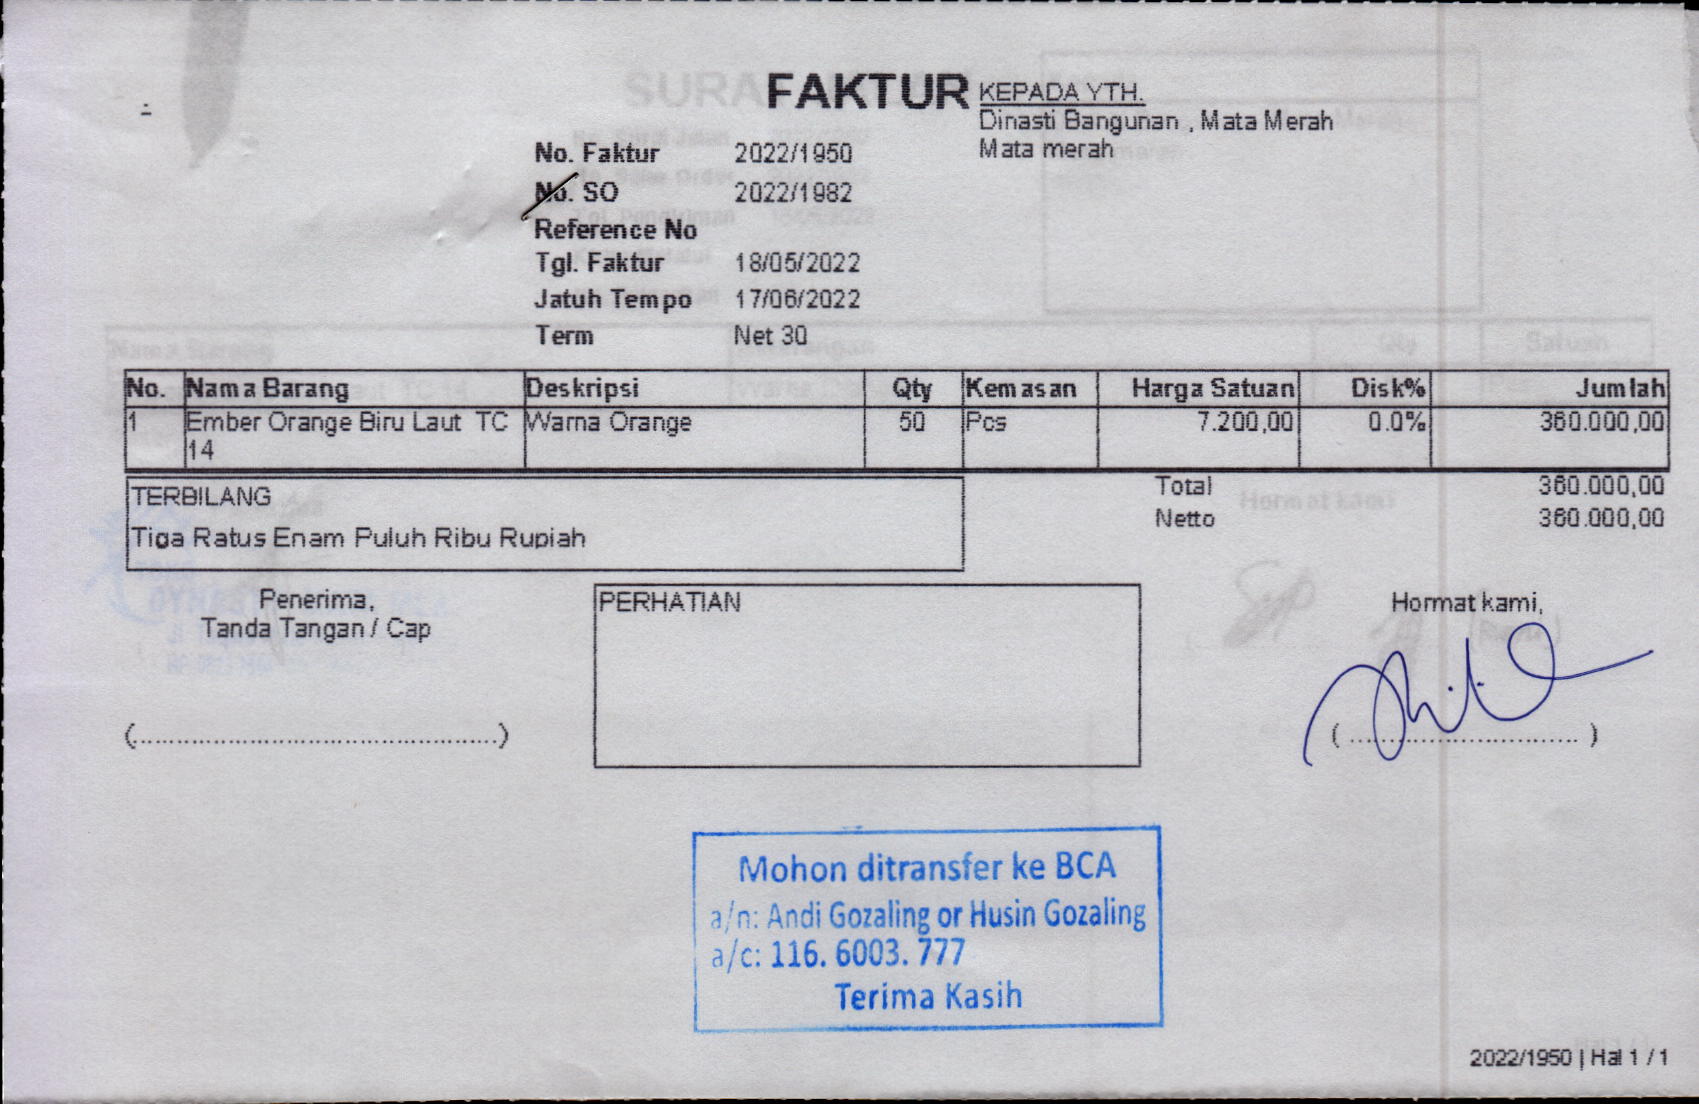 FAKTUR
KEPADA YTH.
Dinasti Bangunan , Mata Merah
Mata merah
No. Faktur 2022/1950
No. SO 2022/1982
Reference No
Tgl. Faktur 18/05/2022
Jatuh Tempo 17/06/2022
Term Net 30
No. Nama Barang Deskripsi Qty Kemasan Harga Satuan Disk% Jumlah
1 Ember Orange Biru Laut TC Warna Orange 50 Pcs 7.200,00 0.0% 360.000,00
14
Total 360.000,00
Netto 360.000,00
TERBILANG
Tiga Ratus Enam Puluh Ribu Rupiah
Penerima,
Tanda Tangan / Cap
PERHATIAN
Hormat kami,
(..................................................)
( ................................ )
Mohon ditransfer ke BCA
a/n: Andi Gozaling or Husin Gozaling
a/c: 116. 6003. 777
Terima Kasih
2022/1950 | Hal 1 / 1